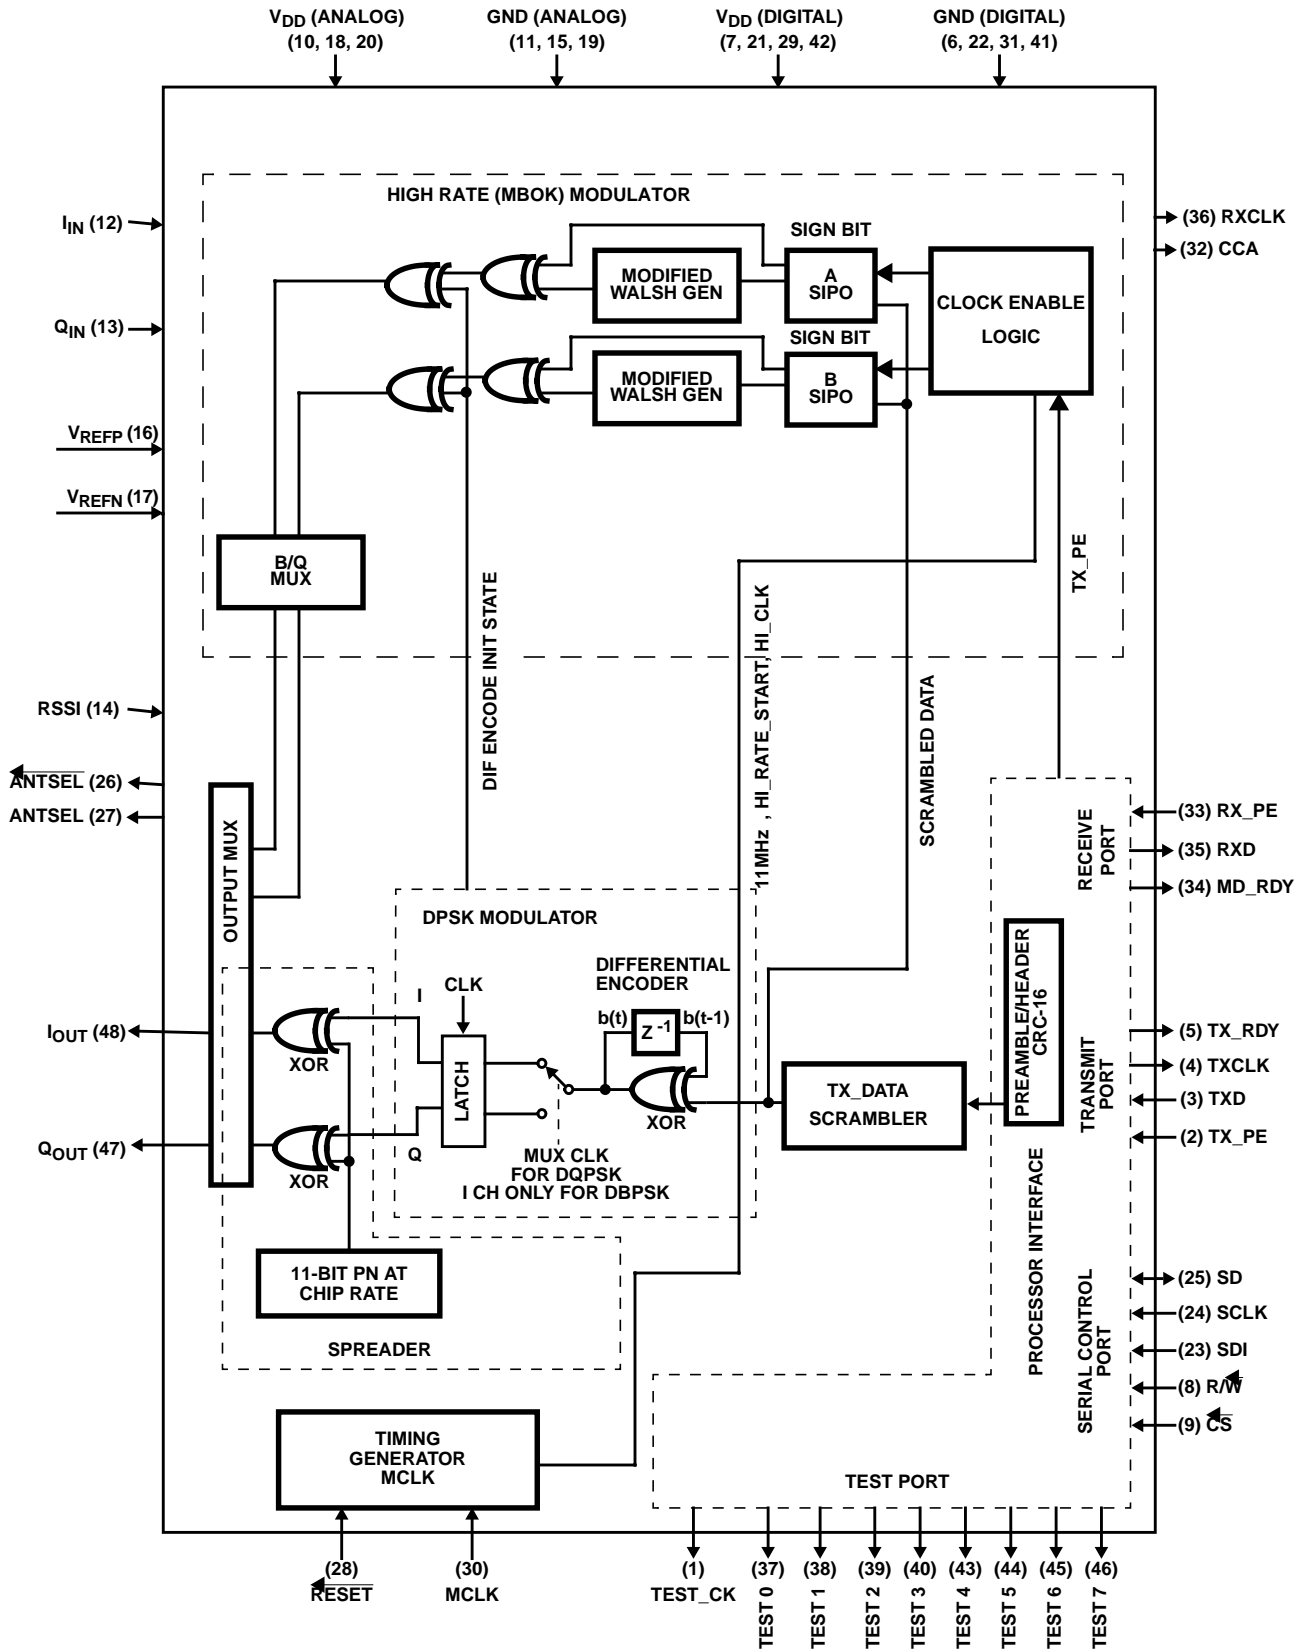 VDD (ANALOG)
(10, 18, 20)
GND (ANALOG)
(11, 15, 19)
VDD (DIGITAL)
(7, 21, 29, 42)
GND (DIGITAL)
(6, 22, 31, 41)
HIGH RATE (MBOK) MODULATOR
IIN (12)
QIN (13)
VREFP (16)
VREFN (17)
RSSI (14)
ANTSEL (26)
ANTSEL (27)
IOUT (48)
QOUT (47)
SIGN BIT
MODIFIED
WALSH GEN
A
SIPO
CLOCK ENABLE
LOGIC
SIGN BIT
MODIFIED
WALSH GEN
B
SIPO
B/Q
MUX
DIF ENCODE INIT STATE
11MHz , HI_RATE_START, HI_CLK
SCRAMBLED DATA
TX_PE
(36) RXCLK
(32) CCA
(33) RX_PE
(35) RXD
(34) MD_RDY
(5) TX_RDY
(4) TXCLK
(3) TXD
(2) TX_PE
(25) SD
(24) SCLK
(23) SDI
(8) R/W
(9) CS
OUTPUT MUX
DPSK MODULATOR
DIFFERENTIAL
ENCODER
I
CLK
b(t)
Z -1
b(t-1)
LATCH
XOR
XOR
XOR
Q
MUX CLK
FOR DQPSK
I CH ONLY FOR DBPSK
TX_DATA
SCRAMBLER
PREAMBLE/HEADER
CRC-16
RECEIVE
PORT
TRANSMIT
PORT
PROCESSOR INTERFACE
SERIAL CONTROL
PORT
11-BIT PN AT
CHIP RATE
SPREADER
TIMING
GENERATOR
MCLK
TEST PORT
(28)
RESET
(30)
MCLK
(1)
TEST_CK
(37)
TEST 0
(38)
TEST 1
(39)
TEST 2
(40)
TEST 3
(43)
TEST 4
(44)
TEST 5
(45)
TEST 6
(46)
TEST 7